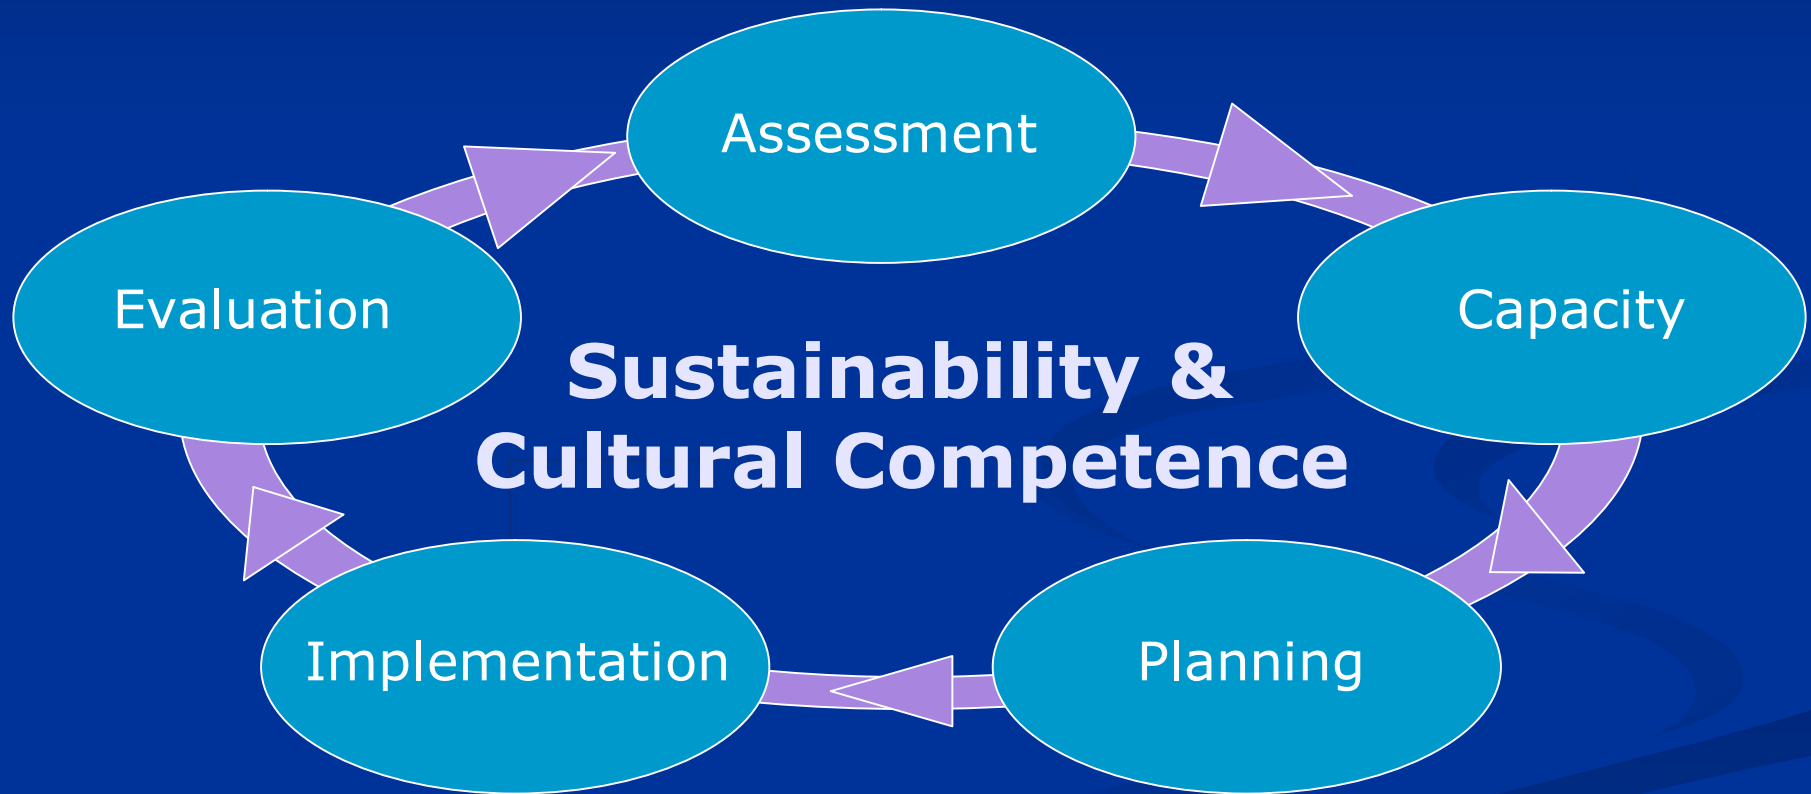 Assessment
Evaluation
Capacity
Sustainability &
Cultural Competence
Implementation
Planning